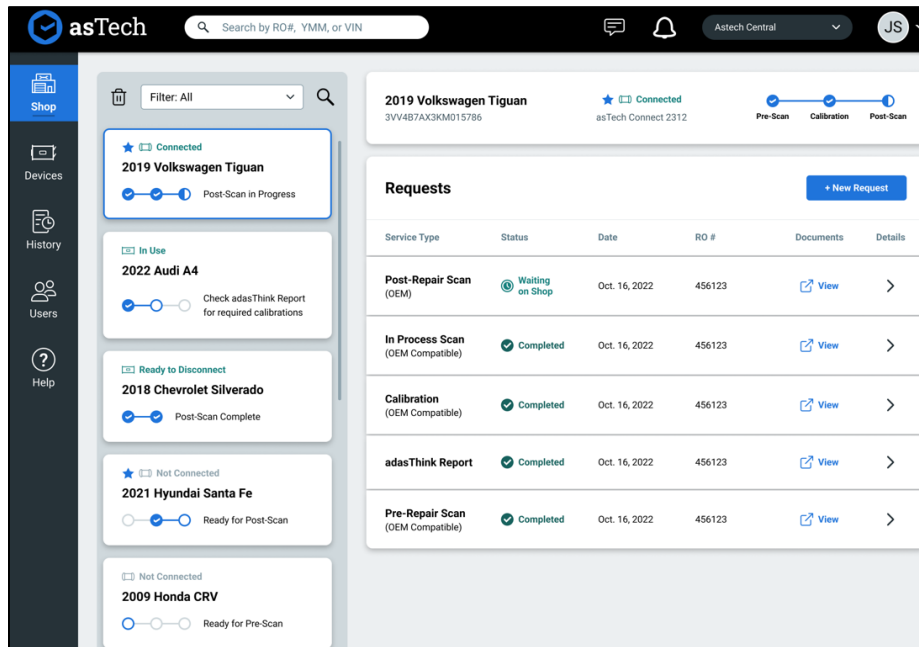 asTech
Search by RO#, YMM, or VIN
Astech Central
JS
Shop
Devices
History
Users
?
Help
Filter: All
Connected
2019 Volkswagen Tiguan
Post-Scan in Progress
In Use
2022 Audi A4
Check adasThink Report
for required calibrations
Ready to Disconnect
2018 Chevrolet Silverado
Post-Scan Complete
Not Connected
2021 Hyundai Santa Fe
Ready for Post-Scan
Not Connected
2009 Honda CRV
Ready for Pre-Scan
2019 Volkswagen Tiguan
3VV4B7AX3KM015786
Connected
asTech Connect 2312
Pre-Scan Calibration Post-Scan
Requests
+ New Request
Service Type Status Date RO # Documents Details
Post-Repair Scan
(OEM)
Waiting
on Shop
Oct. 16, 2022 456123 View
In Process Scan
(OEM Compatible)
Completed Oct. 16, 2022 456123 View
Calibration
(OEM Compatible)
Completed Oct. 16, 2022 456123 View
adasThink Report Completed Oct. 16, 2022 456123 View
Pre-Repair Scan
(OEM Compatible)
Completed Oct. 16, 2022 456123 View